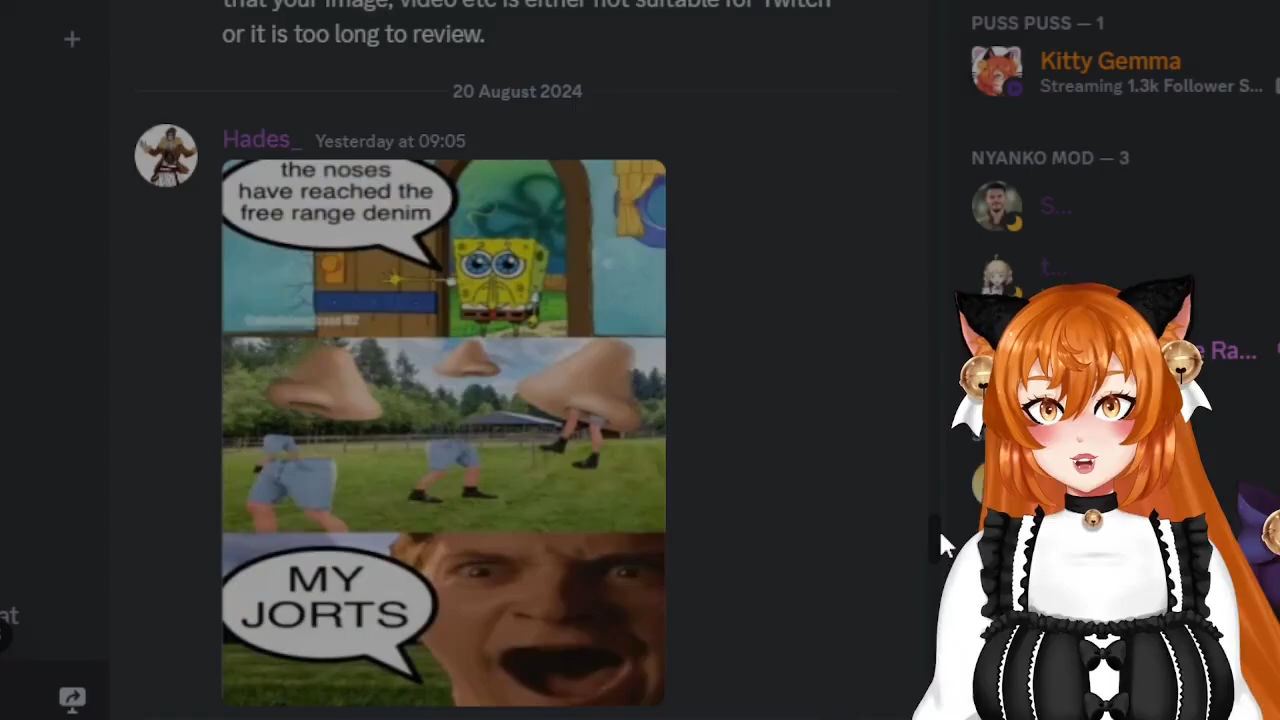 that your image, video etc is either not suitable for Twitch
or it is too long to review.
20 August 2024
Hades_ Yesterday at 09:05
the noses
have reached the
free range denim
MY
JORTS
at
PUSS PUSS — 1
Kitty Gemma
Streaming 1.3k Follower S...
NYANKO MOD — 3
S...
t...
Ra...